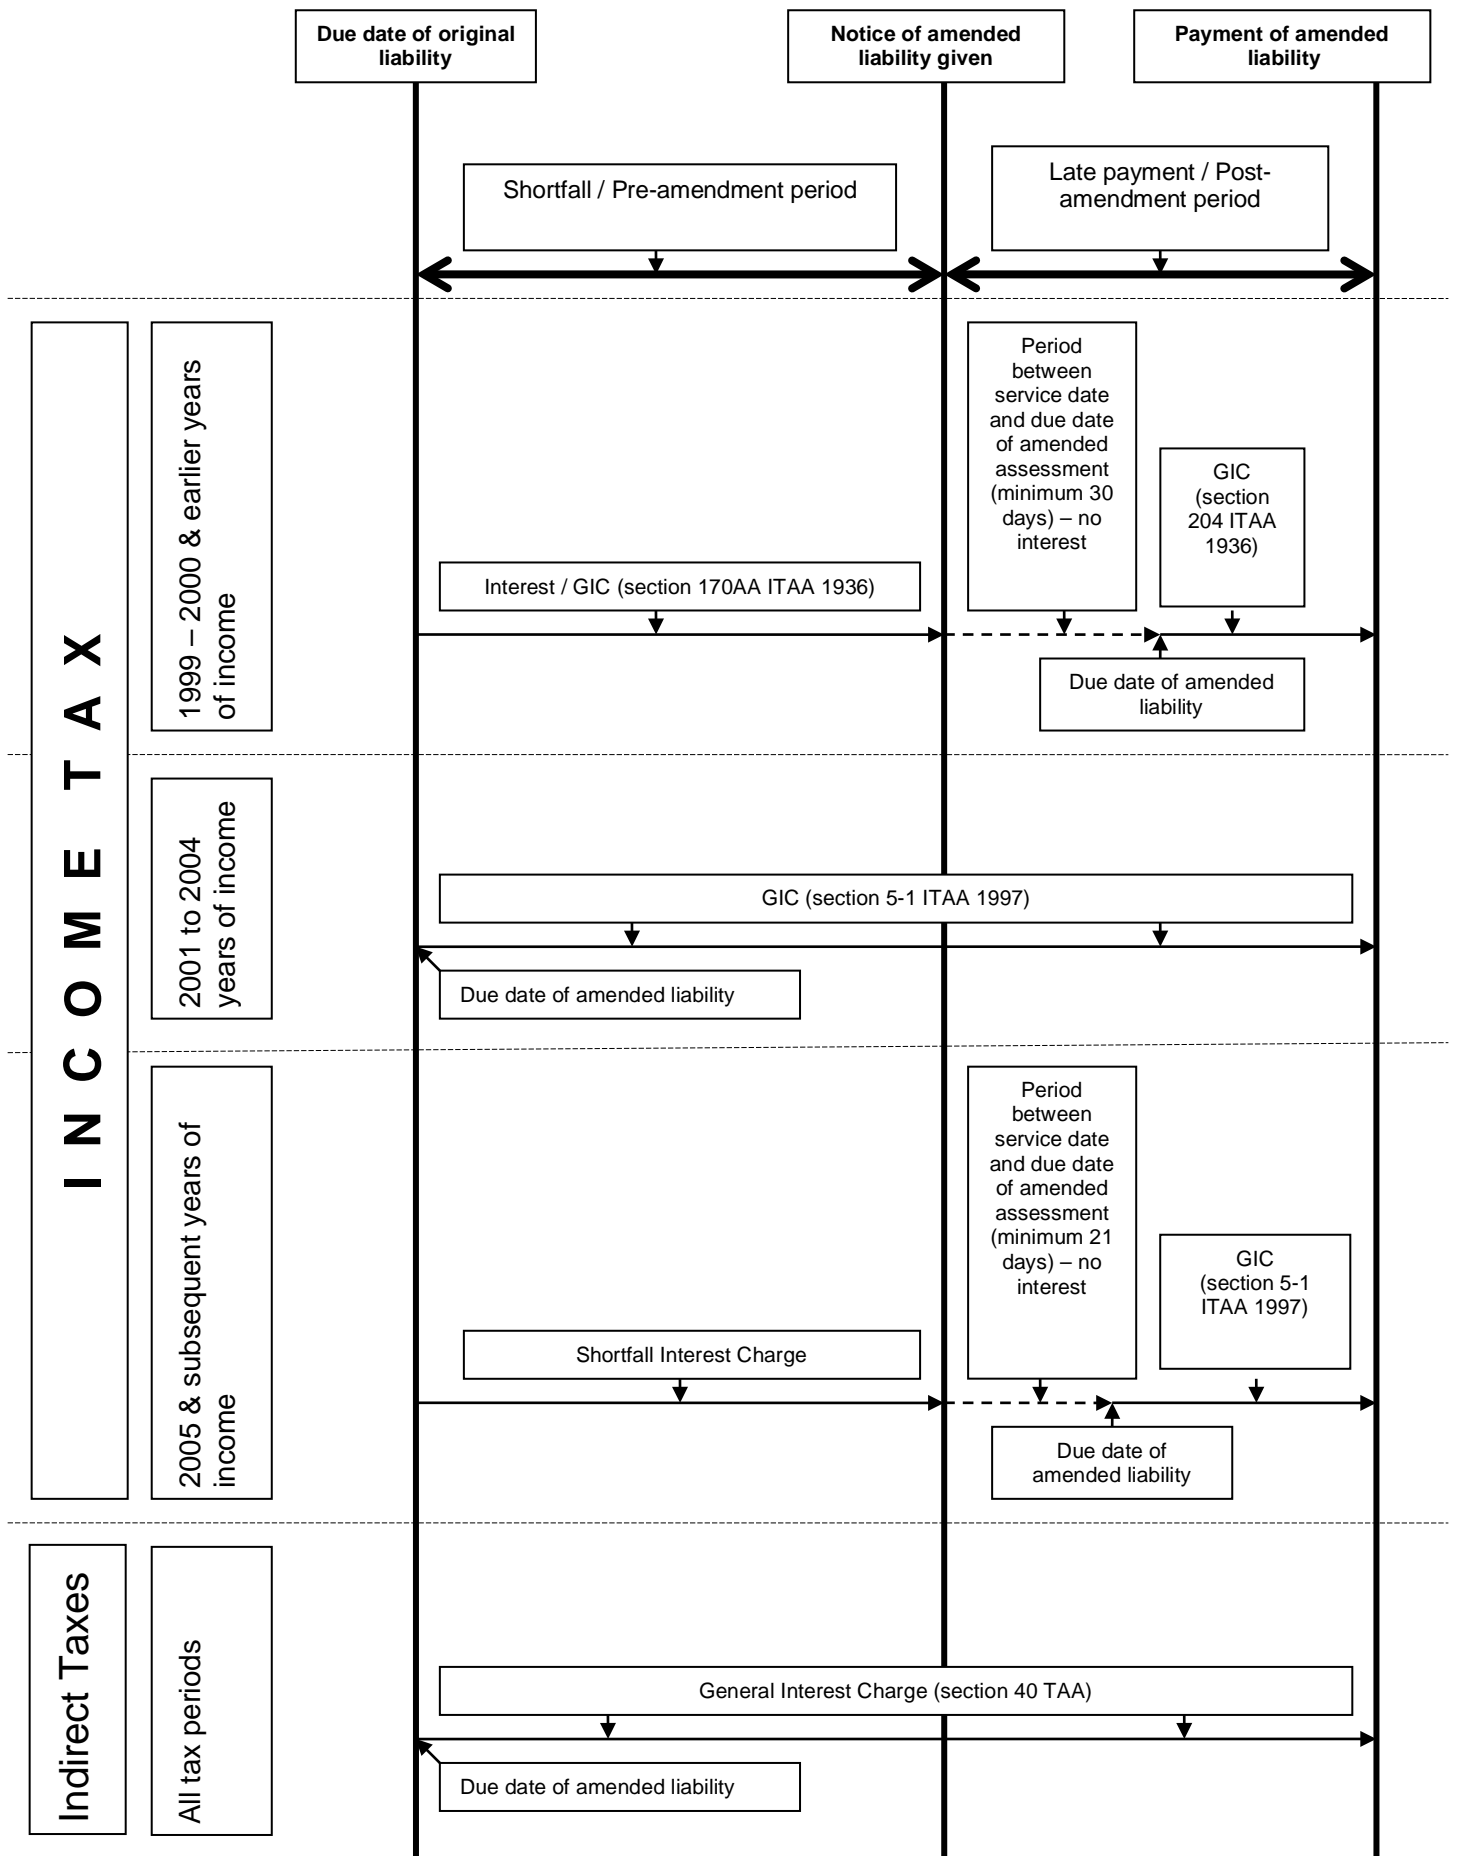 Due date of original
liability
Notice of amended
liability given
Payment of amended
liability
Shortfall / Pre-amendment period
Late payment / Post-
amendment period
INCOME TAX
1999 – 2000 & earlier years
of income
Interest / GIC (section 170AA ITAA 1936)
Period
between
service date
and due date
of amended
assessment
(minimum 30
days) – no
interest
GIC
(section
204 ITAA
1936)
Due date of amended
liability
2001 to 2004
years of income
GIC (section 5-1 ITAA 1997)
Due date of amended liability
2005 & subsequent years of
income
Shortfall Interest Charge
Period
between
service date
and due date
of amended
assessment
(minimum 21
days) – no
interest
GIC
(section 5-1
ITAA 1997)
Due date of
amended liability
Indirect Taxes
All tax periods
General Interest Charge (section 40 TAA)
Due date of amended liability